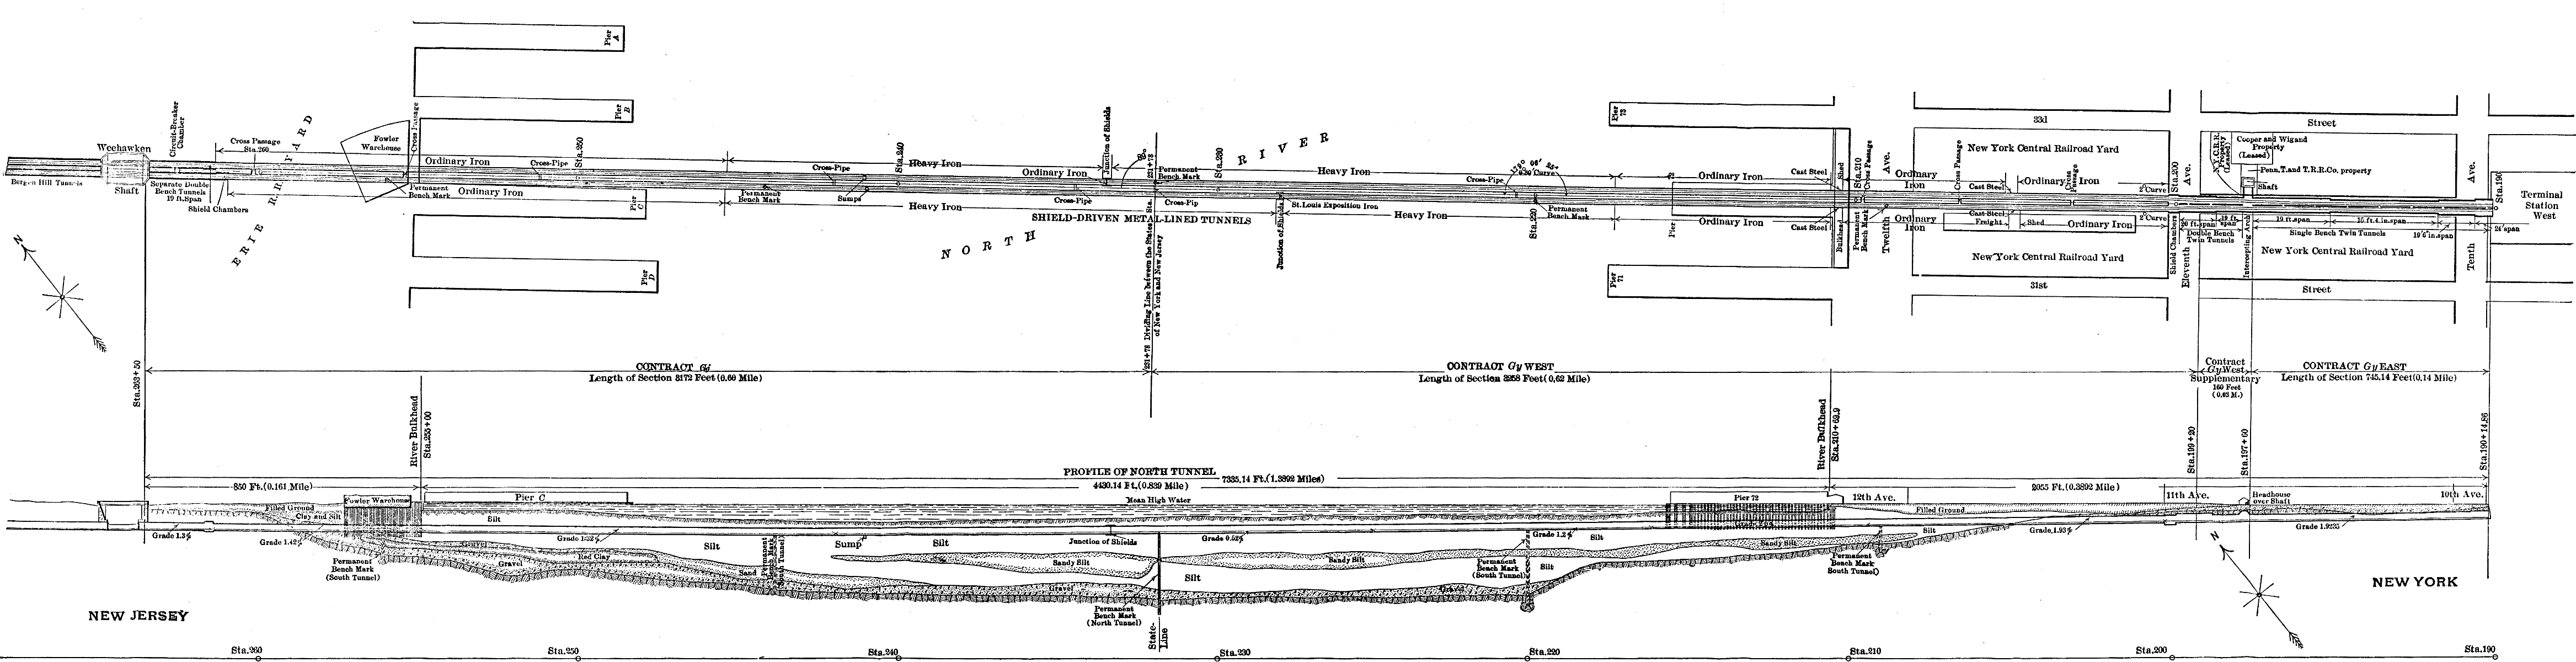 Pier A
Pier B
Pier 73
33d
Street
Circuit-Breaker Chamber
Cross Passage
Sta.260
ERIE R.R. YARD
Fowler Warehouse
Cross Passage
Sta.250
Sta.240
Junction of Shields
231+78
Sta.230
RIVER
Weehawken
Shaft
Bergen Hill Tunnels
Separate Double
Bench Tunnels
19 ft.Span
Shield Chambers
Permanent
Bench Mark
Ordinary Iron
Ordinary Iron
Cross-Pipe
Heavy Iron
Heavy Iron
Cross-Pipe
Sumps
Permanent
Bench Mark
Ordinary Iron
Cross-Pipe
Permanent
Bench Mark
Cross-Pip
Heavy Iron
Heavy Iron
St.Louis Exposition Iron
SHIELD-DRIVEN METAL-LINED TUNNELS
Junction of Shields
Cross-Pipe
Sta.220
Permanent
Bench Mark
Pier 72
Ordinary Iron
Ordinary Iron
Cast Steel
Cast Steel
Shed
Bulkhead
Sta.210
Cross Passage
Permanent Bench Mark
Twelfth Ave.
Ordinary Iron
Ordinary Iron
New York Central Railroad Yard
Cross Passage
Cast Steel
Cast Steel
Freight Shed
Ordinary Iron
Ordinary Iron
Cross Passage
2°Curve
2°Curve
Sta.200
Shield Chambers
Eleventh Ave.
N.Y.C.R.R. Property (Leased)
Cooper and Wigand
Property
(Leased)
Penn.T.and T.R.R.Co. property
Shaft
20 ft.span
19 ft. span
Double Bench
Twin Tunnels
Intercepting Arch
19 ft.span
Single Bench Twin Tunnels
24'span
Tenth Ave.
Sta.190
Terminal
Station
West
New York Central Railroad Yard
New York Central Railroad Yard
Pier C
Pier D
NORTH
Pier 71
31st
Street
N
Sta.263+50
231+78 Dividing Line between the States
of New York and New Jersey
CONTRACT Gj
Length of Section 3172 Feet (0.60 Mile)
CONTRACT Gy WEST
Length of Section 3258 Feet (0.62 Mile)
Contract
Gy West
Supplementary
160 Feet
(0.03 M.)
CONTRACT Gy EAST
Length of Section 745.14 Feet (0.14 Mile)
River Bulkhead
Sta.255+00
River Bulkhead
Sta.210+69.9
Sta.199+20
Sta.197+60
Sta.190+14.86
PROFILE OF NORTH TUNNEL
7335.14 Ft.(1.3892 Miles)
850 Ft.(0.161 Mile)
4430.14 Ft.(0.839 Mile)
2055 Ft.(0.3892 Mile)
Fowler Warehouse
Pier C
Mean High Water
Pier 72
12th Ave.
11th Ave.
Headhouse
over Shaft
10th Ave.
Filled Ground
Clay and Silt
Silt
Filled Ground
Grade 1.3%
Grade 1.42%
Grade 1.32%
Silt
Sump
Silt
Junction of Shields
Grade 0.52%
Grade 1.2%
Silt
Sandy Silt
Silt
Grade 1.93%
Grade 1.923%
Gravel
Red Clay
Gravel
Sand
Permanent Bench Mark (South Tunnel)
Sandy Silt
Sandy Silt
Silt
Silt
Gravel
Permanent
Bench Mark
(South Tunnel)
Permanent
Bench Mark
(South Tunnel)
Permanent
Bench Mark
South Tunnel)
Permanent
Bench Mark
(North Tunnel)
State-Line
N
NEW JERSEY
NEW YORK
Sta.260
Sta.250
Sta.240
Sta.230
Sta.220
Sta.210
Sta.200
Sta.190